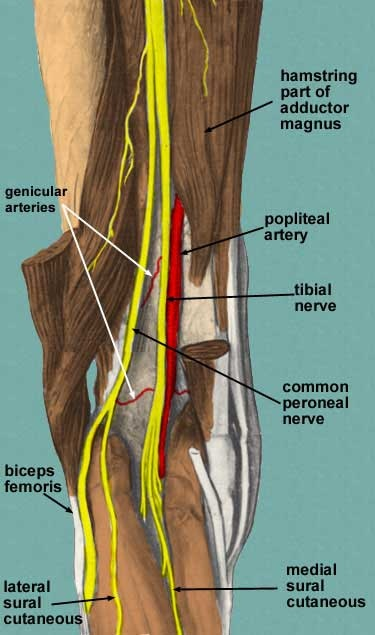 hamstring
part of
adductor
magnus
genicular
arteries
popliteal
artery
tibial
nerve
common
peroneal
nerve
biceps
femoris
lateral
sural
cutaneous
medial
sural
cutaneous